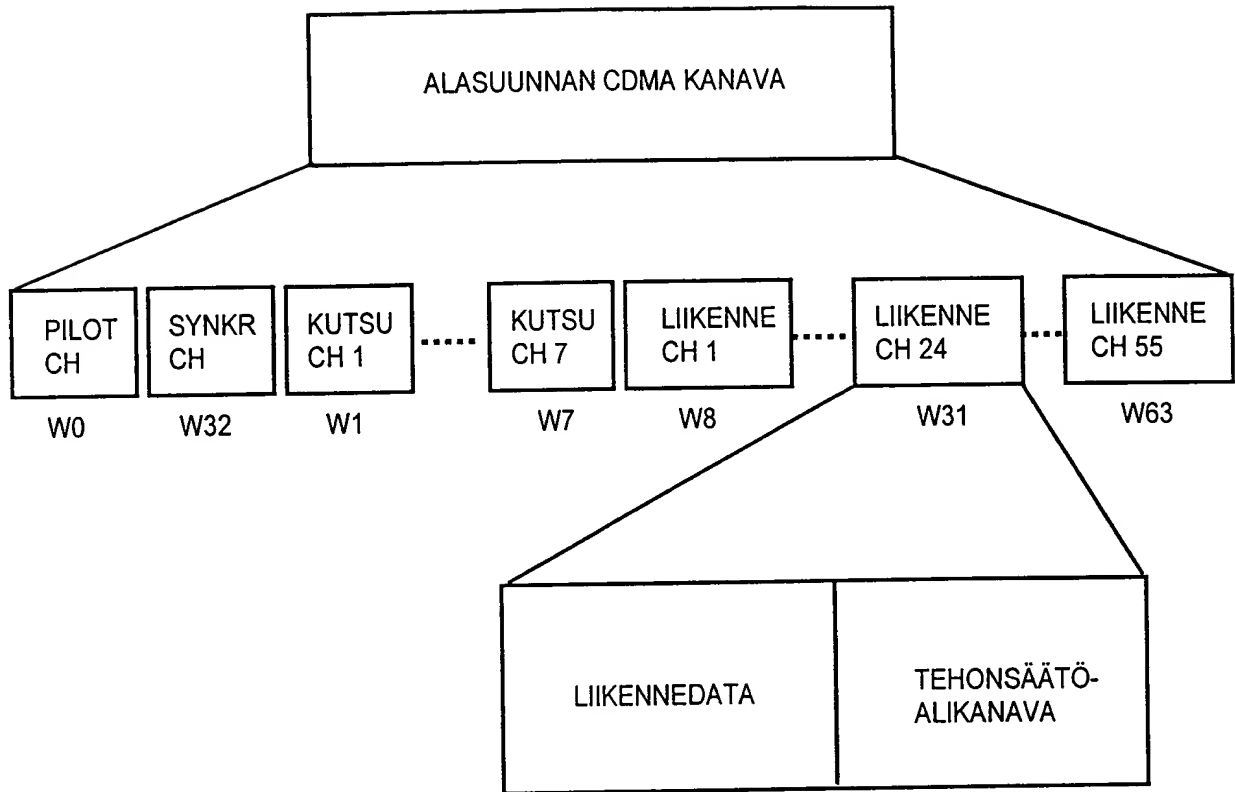 ALASUUNNAN CDMA KANAVA
PILOT
CH
SYNKR
CH
KUTSU
CH 1
KUTSU
CH 7
LIIKENNE
CH 1
LIIKENNE
CH 24
LIIKENNE
CH 55
W0
W32
W1
W7
W8
W31
W63
LIIKENNEDATA
TEHONSÄÄTÖ-
ALIKANAVA